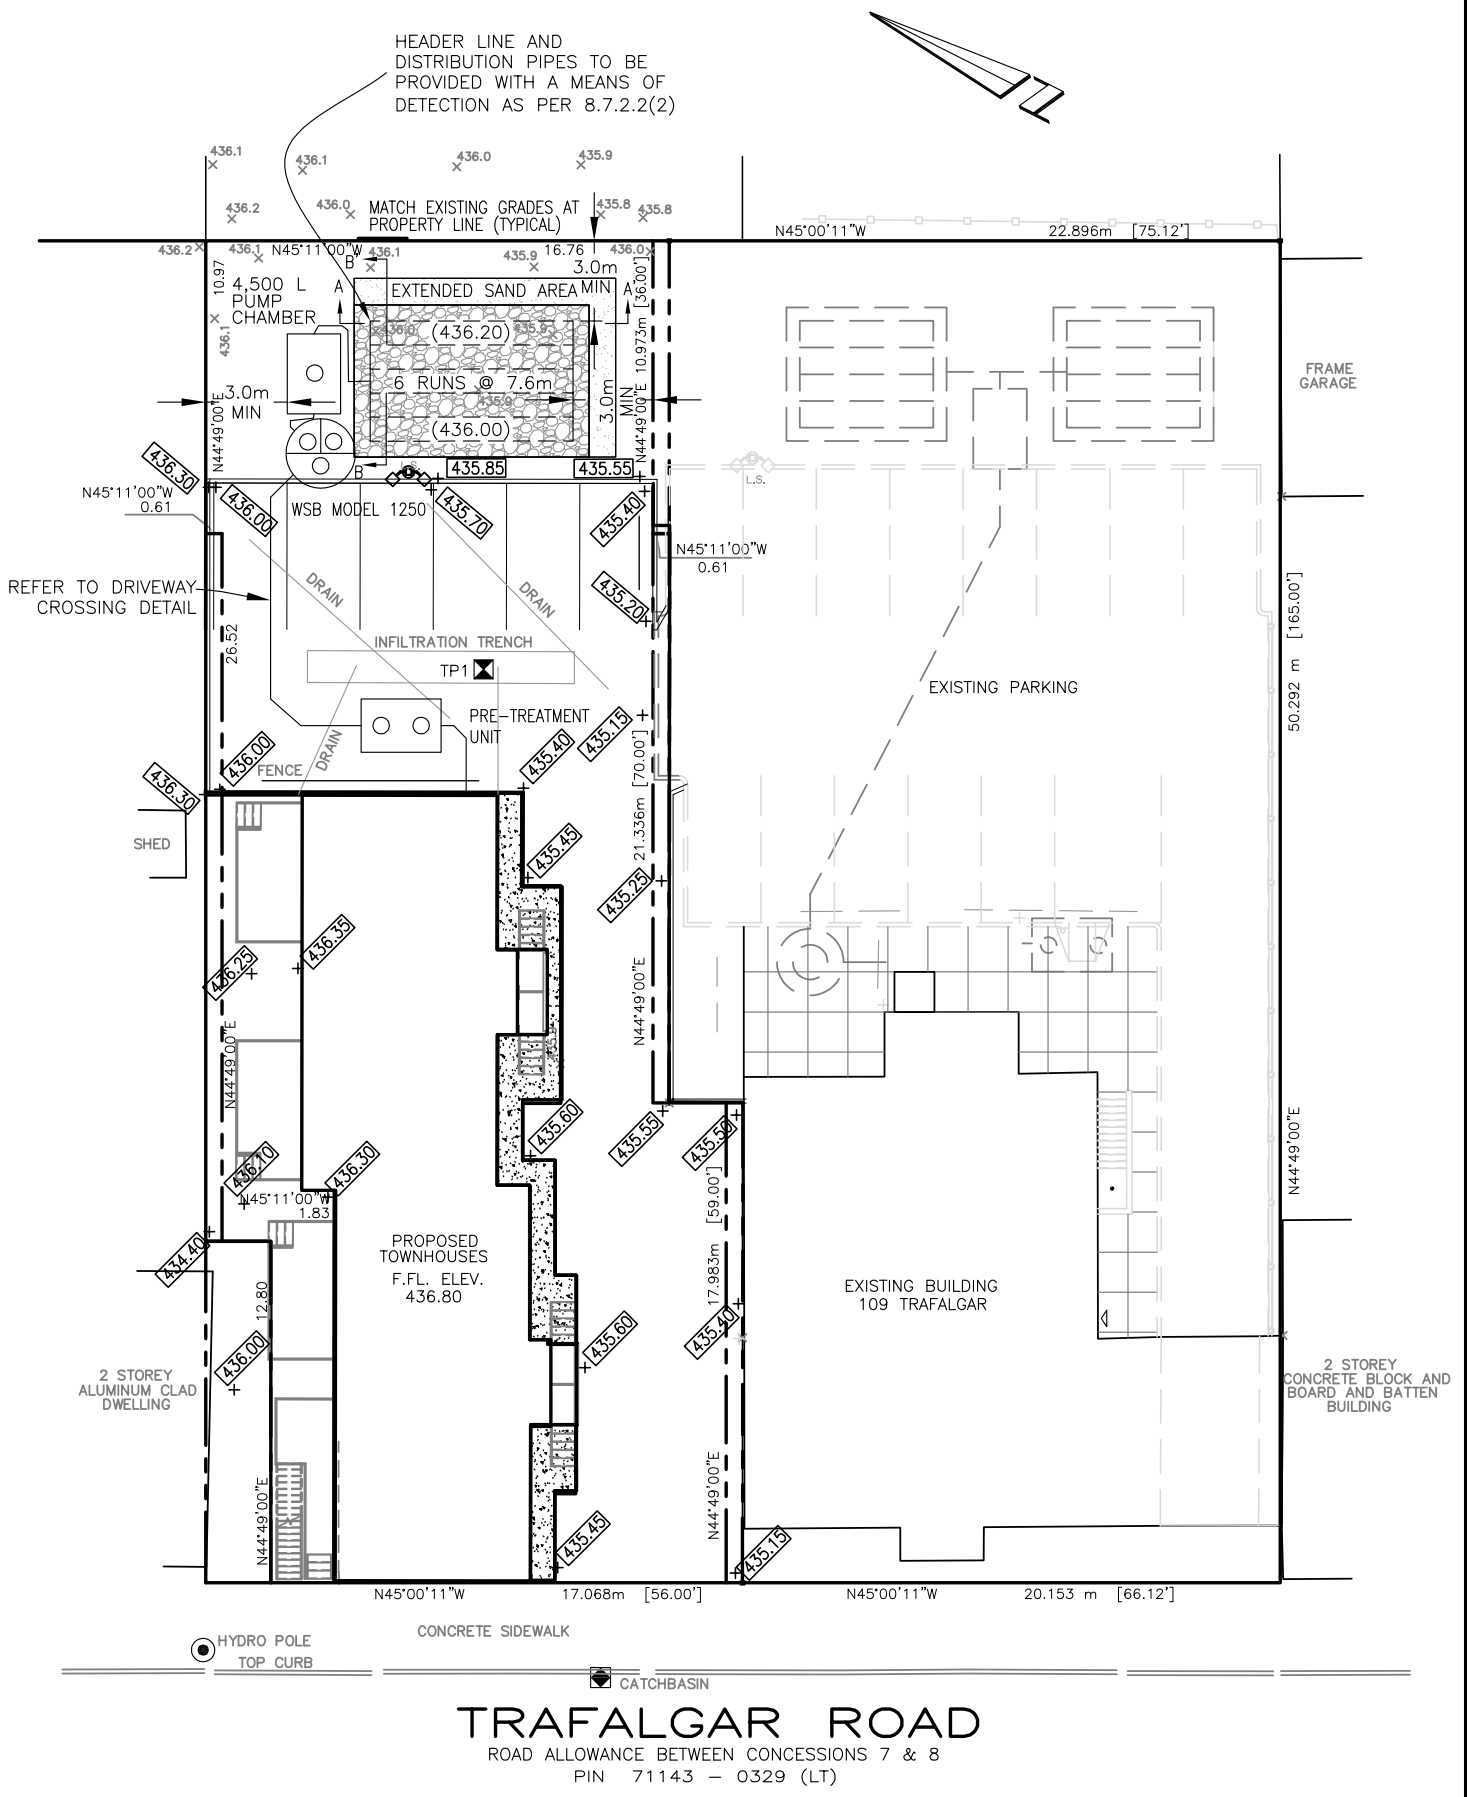 HEADER LINE AND
DISTRIBUTION PIPES TO BE
PROVIDED WITH A MEANS OF
DETECTION AS PER 8.7.2.2(2)
436.1
436.1
436.0
435.9
436.2
436.0
MATCH EXISTING GRADES AT
PROPERTY LINE (TYPICAL)
435.8
435.8
N45°00'11"W
22.896m [75.12']
436.2
436.1
N45°11'00"W
436.1
435.9
16.76
436.0
B'
3.0m
MIN
10.97
4,500 L
PUMP
CHAMBER
A
EXTENDED SAND AREA
A'
10.973m [36.00']
436.1
436.0
(436.20)
435.9
6 RUNS @ 7.6m
435.9
(436.00)
3.0m
MIN
3.0m
MIN
N44°49'00"E
N44°49'00"E
FRAME
GARAGE
B
L.S.
435.85
435.55
L.S.
436.30
N45°11'00"W
0.61
436.00
WSB MODEL 1250
435.70
435.40
N45°11'00"W
0.61
REFER TO DRIVEWAY
CROSSING DETAIL
DRAIN
DRAIN
435.20
26.52
INFILTRATION TRENCH
TP1
EXISTING PARKING
50.292 m [165.00']
PRE-TREATMENT
UNIT
435.15
DRAIN
FENCE
436.00
435.40
436.30
21.336m [70.00']
SHED
435.45
435.25
436.35
436.25
N44°49'00"E
N44°49'00"E
435.9
435.60
435.55
435.50
N44°49'00"E
436.10
436.30
N45°11'00"W
1.83
17.983m [59.00']
434.40
PROPOSED
TOWNHOUSES
F.FL. ELEV.
436.80
12.80
EXISTING BUILDING
109 TRAFALGAR
436.00
435.60
435.40
2 STOREY
ALUMINUM CLAD
DWELLING
2 STOREY
CONCRETE BLOCK AND
BOARD AND BATTEN
BUILDING
N44°49'00"E
N44°49'00"E
435.45
435.15
N45°00'11"W
17.068m [56.00']
N45°00'11"W
20.153 m [66.12']
CONCRETE SIDEWALK
HYDRO POLE
TOP CURB
CATCHBASIN
TRAFALGAR ROAD
ROAD ALLOWANCE BETWEEN CONCESSIONS 7 & 8
PIN 71143 - 0329 (LT)